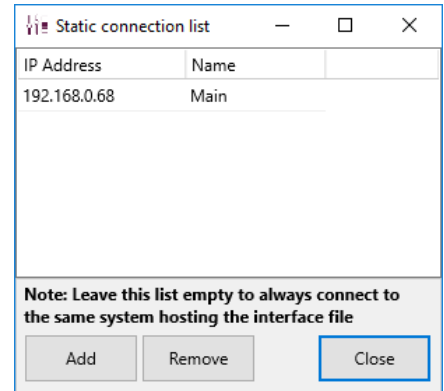 Static connection list
IP Address Name
192.168.0.68 Main
Note: Leave this list empty to always connect to
the same system hosting the interface file
Add Remove Close